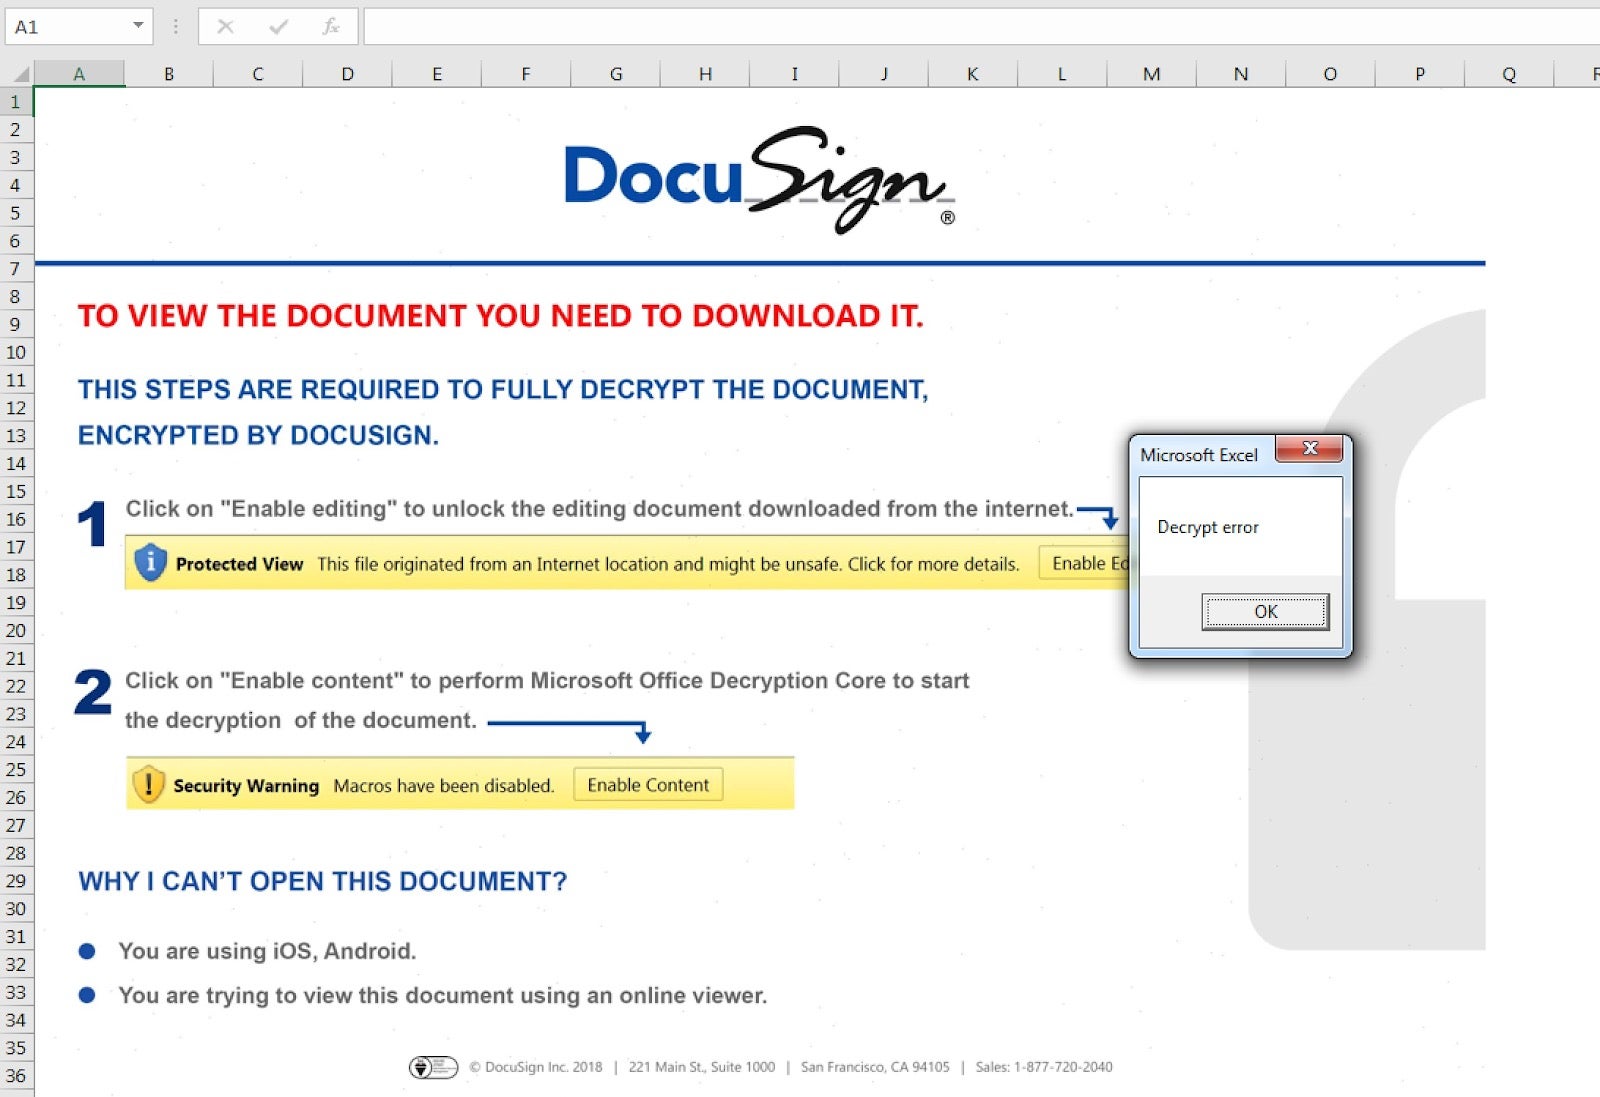 A1
fx
A B C D E F G H I J K L M N O P Q
1
2
3
4
5
6
7
8
9
10
11
12
13
14
15
16
17
18
19
20
21
22
23
24
25
26
27
28
29
30
31
32
33
34
35
36
DocuSign®
TO VIEW THE DOCUMENT YOU NEED TO DOWNLOAD IT.
THIS STEPS ARE REQUIRED TO FULLY DECRYPT THE DOCUMENT,
ENCRYPTED BY DOCUSIGN.
1 Click on "Enable editing" to unlock the editing document downloaded from the internet.
Protected View This file originated from an Internet location and might be unsafe. Click for more details. Enable Ed
Microsoft Excel
Decrypt error
OK
2 Click on "Enable content" to perform Microsoft Office Decryption Core to start
the decryption of the document.
Security Warning Macros have been disabled. Enable Content
WHY I CAN’T OPEN THIS DOCUMENT?
You are using iOS, Android.
You are trying to view this document using an online viewer.
© DocuSign Inc. 2018 | 221 Main St., Suite 1000 | San Francisco, CA 94105 | Sales: 1-877-720-2040